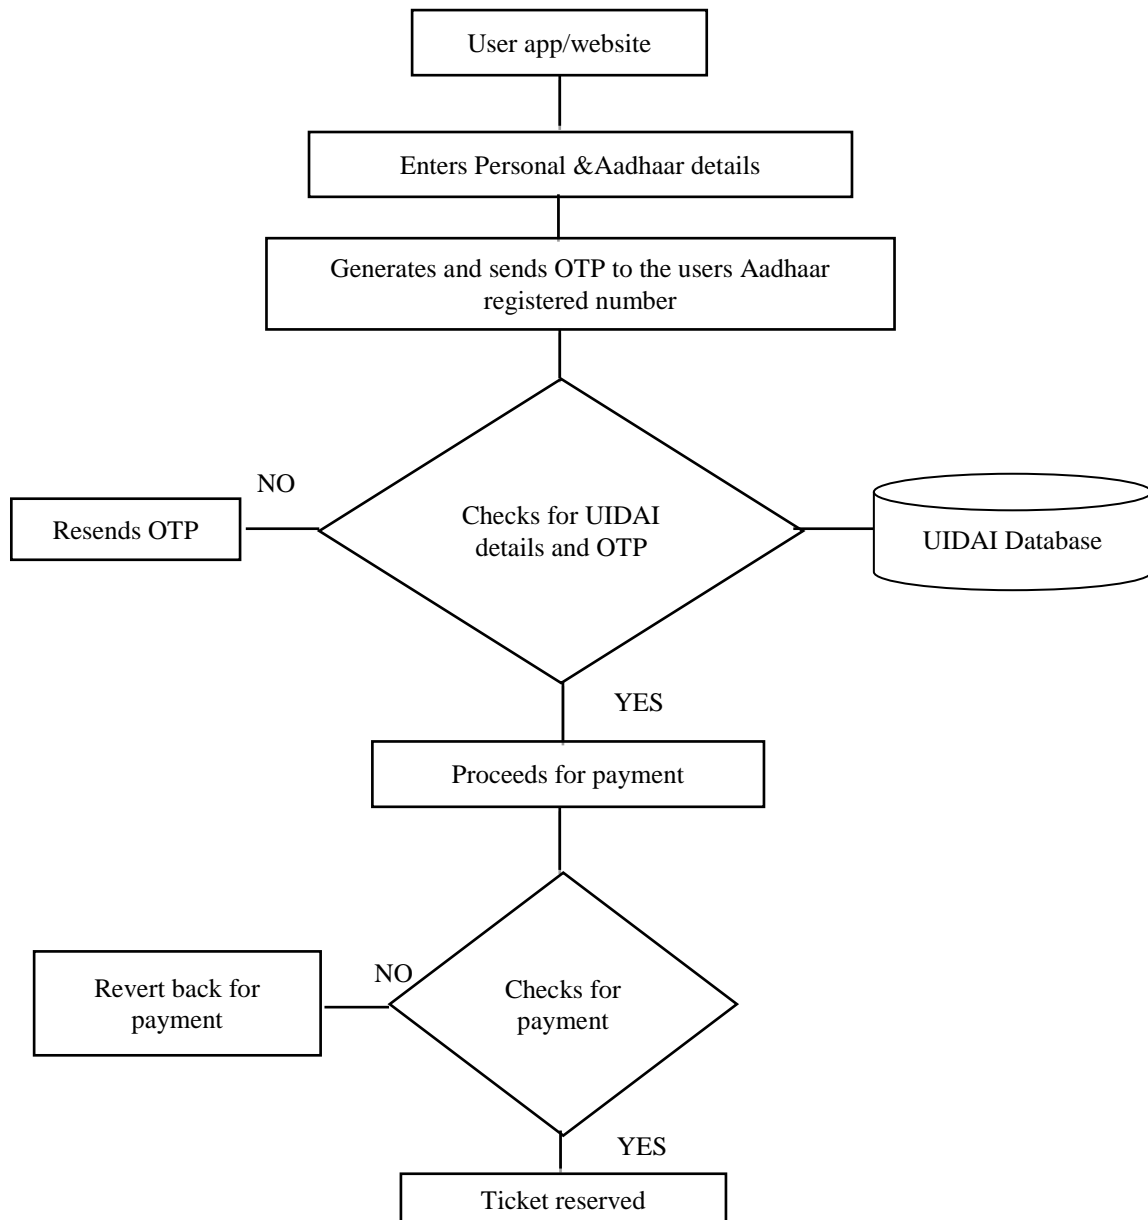 User app/website
Enters Personal &Aadhaar details
Generates and sends OTP to the users Aadhaar
registered number
NO
Resends OTP
Checks for UIDAI
details and OTP
UIDAI Database
YES
Proceeds for payment
NO
Revert back for
payment
Checks for
payment
YES
Ticket reserved